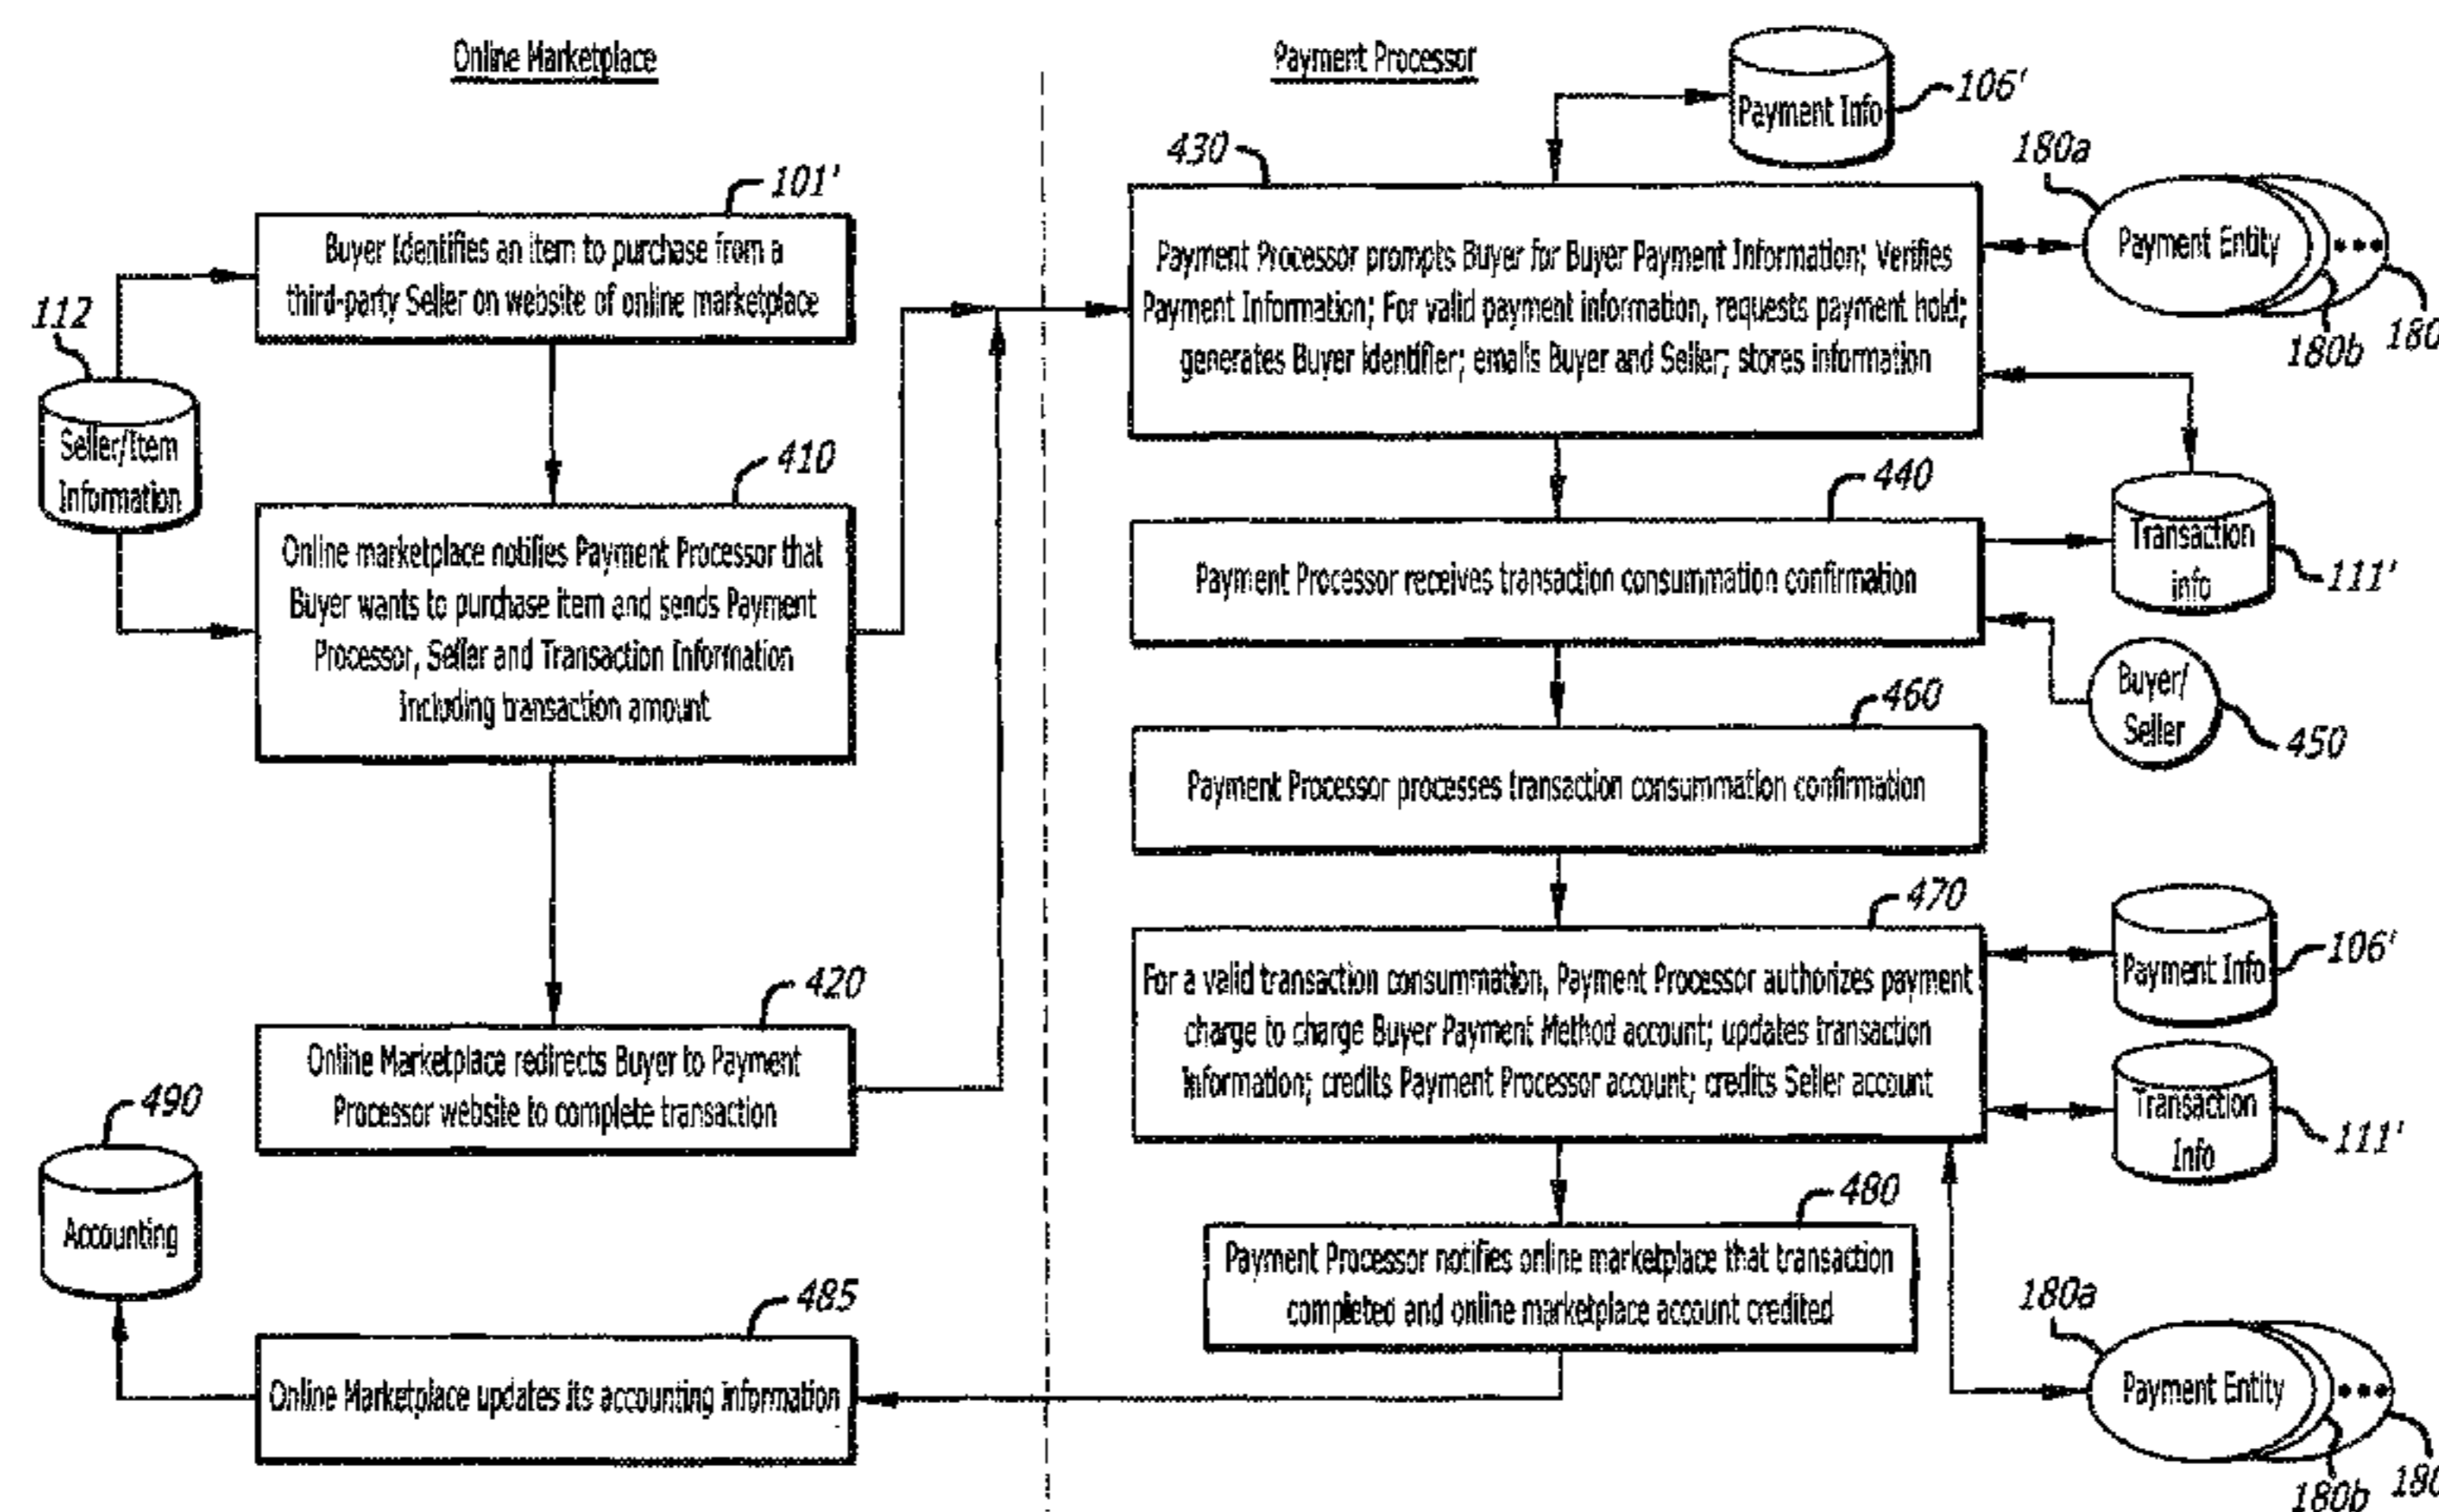 Online Marketplace
Payment Processor
Payment Info
106'
430
180a
Payment Entity
180b
180
101'
Buyer Identifies an item to purchase from a
third-party Seller on website of online marketplace
112
Seller/Item
Information
Payment Processor prompts Buyer for Buyer Payment Information; Verifies
Payment Information; For valid payment information, requests payment hold;
generates Buyer Identifier; emails Buyer and Seller; stores information
410
Online marketplace notifies Payment Processor that
Buyer wants to purchase item and sends Payment
Processor, Seller and Transaction Information
Including transaction amount
440
Payment Processor receives transaction consummation confirmation
Transaction
info
111'
Buyer/
Seller
450
460
Payment Processor processes transaction consummation confirmation
470
For a valid transaction consummation, Payment Processor authorizes payment
charge to charge Buyer Payment Method account; updates transaction
Information; credits Payment Processor account; credits Seller account
Payment Info
106'
Transaction
Info
111'
420
Online Marketplace redirects Buyer to Payment
Processor website to complete transaction
490
Accounting
480
Payment Processor notifies online marketplace that transaction
completed and online marketplace account credited
485
Online Marketplace updates its accounting information
180a
Payment Entity
180b
180